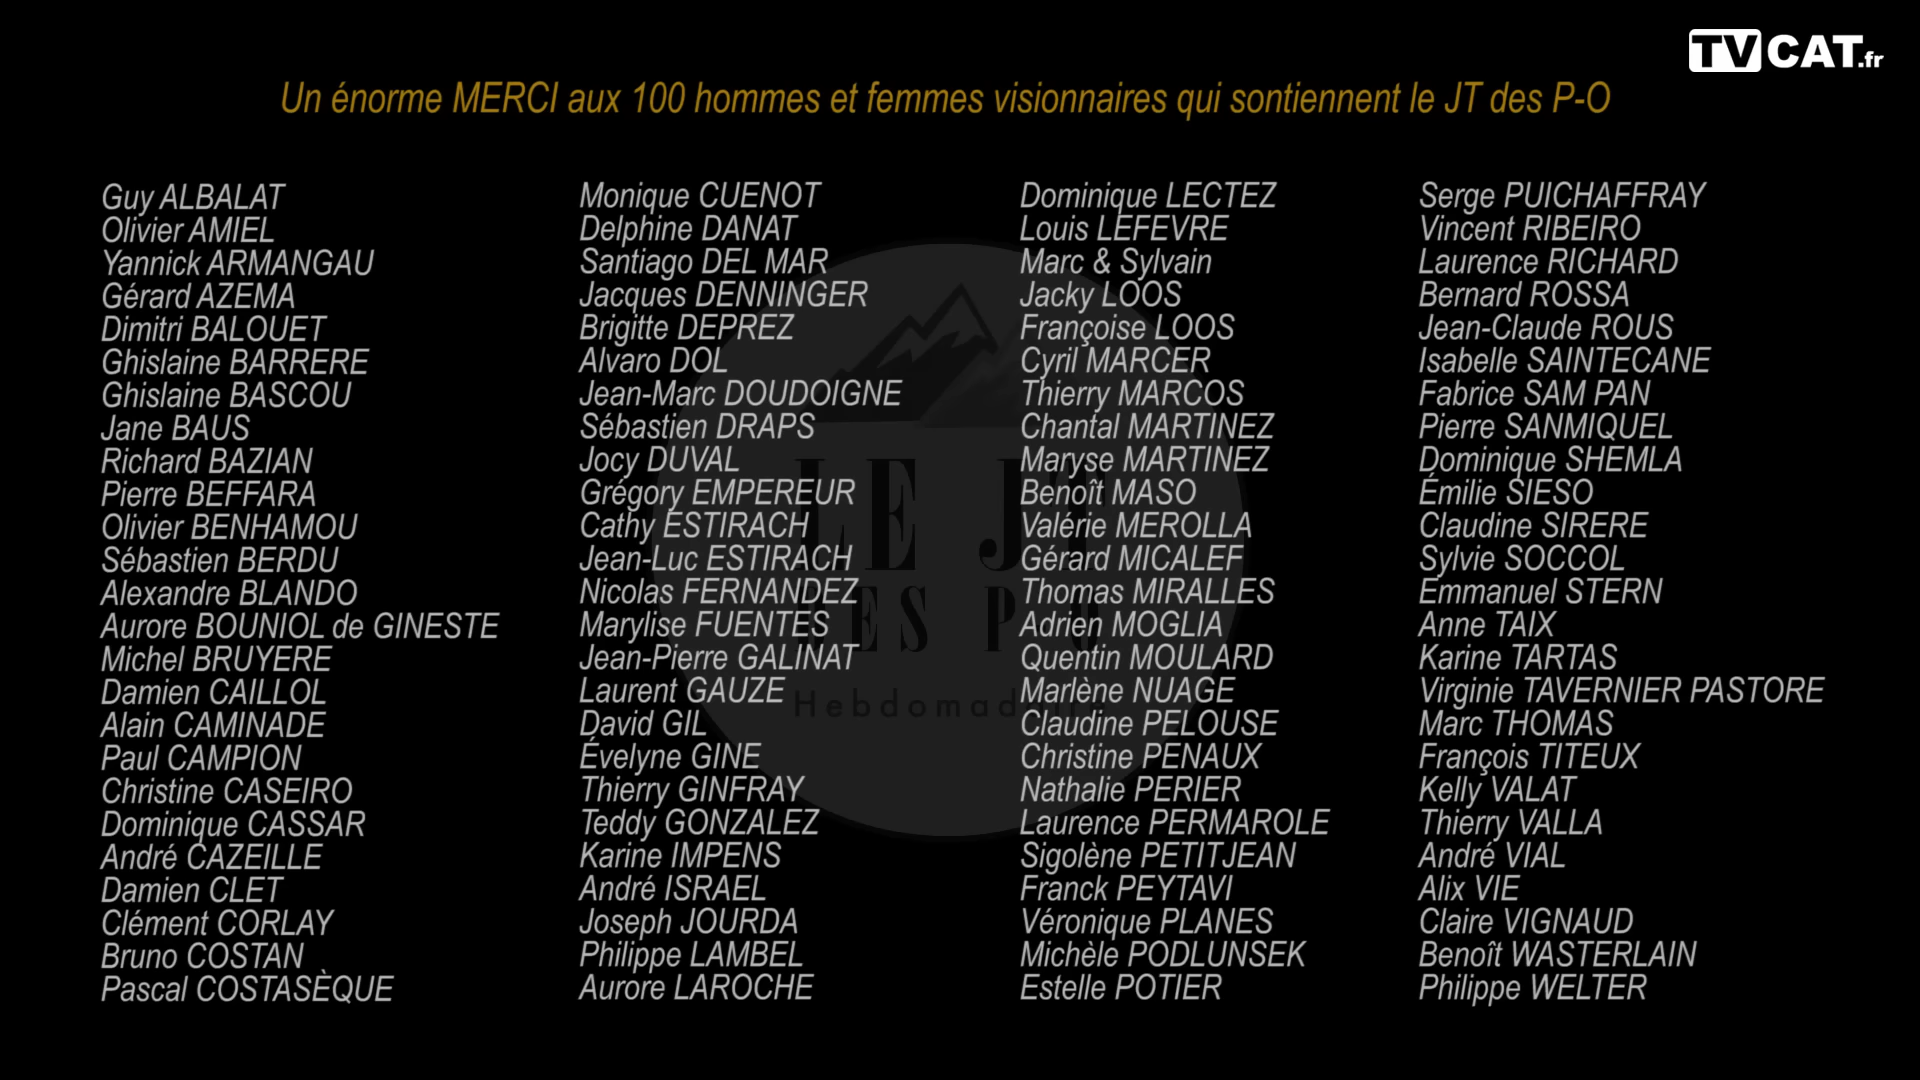 TVCAT.fr
Un énorme MERCI aux 100 hommes et femmes visionnaires qui sontiennent le JT des P-O
Guy ALBALAT
Olivier AMIEL
Yannick ARMANGAU
Gérard AZEMA
Dimitri BALOUET
Ghislaine BARRERE
Ghislaine BASCOU
Jane BAUS
Richard BAZIAN
Pierre BEFFARA
Olivier BENHAMOU
Sébastien BERDU
Alexandre BLANDO
Aurore BOUNIOL de GINESTE
Michel BRUYERE
Damien CAILLOL
Alain CAMINADE
Paul CAMPION
Christine CASEIRO
Dominique CASSAR
André CAZEILLE
Damien CLET
Clément CORLAY
Bruno COSTAN
Pascal COSTASÈQUE
Monique CUENOT
Delphine DANAT
Santiago DEL MAR
Jacques DENNINGER
Brigitte DEPREZ
Alvaro DOL
Jean-Marc DOUDOIGNE
Sébastien DRAPS
Jocy DUVAL
Grégory EMPEREUR
Cathy ESTIRACH
Jean-Luc ESTIRACH
Nicolas FERNANDEZ
Marylise FUENTES
Jean-Pierre GALINAT
Laurent GAUZE
David GIL
Évelyne GINE
Thierry GINFRAY
Teddy GONZALEZ
Karine IMPENS
André ISRAEL
Joseph JOURDA
Philippe LAMBEL
Aurore LAROCHE
Dominique LECTEZ
Louis LEFEVRE
Marc & Sylvain
Jacky LOOS
Françoise LOOS
Cyril MARCER
Thierry MARCOS
Chantal MARTINEZ
Maryse MARTINEZ
Benoît MASO
Valérie MEROLLA
Gérard MICALEF
Thomas MIRALLES
Adrien MOGLIA
Quentin MOULARD
Marlène NUAGE
Claudine PELOUSE
Christine PENAUX
Nathalie PERIER
Laurence PERMAROLE
Sigolène PETITJEAN
Franck PEYTAVI
Véronique PLANES
Michèle PODLUNSEK
Estelle POTIER
Serge PUICHAFFRAY
Vincent RIBEIRO
Laurence RICHARD
Bernard ROSSA
Jean-Claude ROUS
Isabelle SAINTECANE
Fabrice SAM PAN
Pierre SANMIQUEL
Dominique SHEMLA
Émilie SIESO
Claudine SIRERE
Sylvie SOCCOL
Emmanuel STERN
Anne TAIX
Karine TARTAS
Virginie TAVERNIER PASTORE
Marc THOMAS
François TITEUX
Kelly VALAT
Thierry VALLA
André VIAL
Alix VIE
Claire VIGNAUD
Benoît WASTERLAIN
Philippe WELTER
LE JT
DES P-O
Hebdomadaire